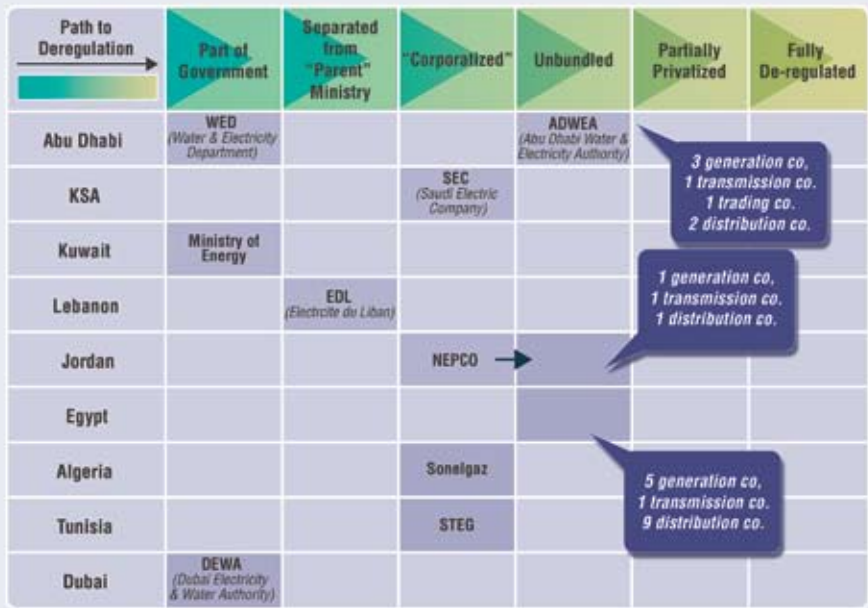 Path to
Deregulation
Part of
Government
Separated
from
"Parent"
Ministry
"Corporatized"
Unbundled
Partially
Privatized
Fully
De-regulated
Abu Dhabi
WED
(Water & Electricity
Department)
ADWEA
(Abu Dhabi Water &
Electricity Authority)
3 generation co,
1 transmission co.
1 trading co.
2 distribution co.
KSA
SEC
(Saudi Electric
Company)
Kuwait
Ministry of
Energy
1 generation co,
1 transmission co.
1 distribution co.
Lebanon
EDL
(Electrcite du Liban)
Jordan
NEPCO
Egypt
5 generation co,
1 transmission co.
9 distribution co.
Algeria
Sonelgaz
Tunisia
STEG
Dubai
DEWA
(Dubai Electricity
& Water Authority)